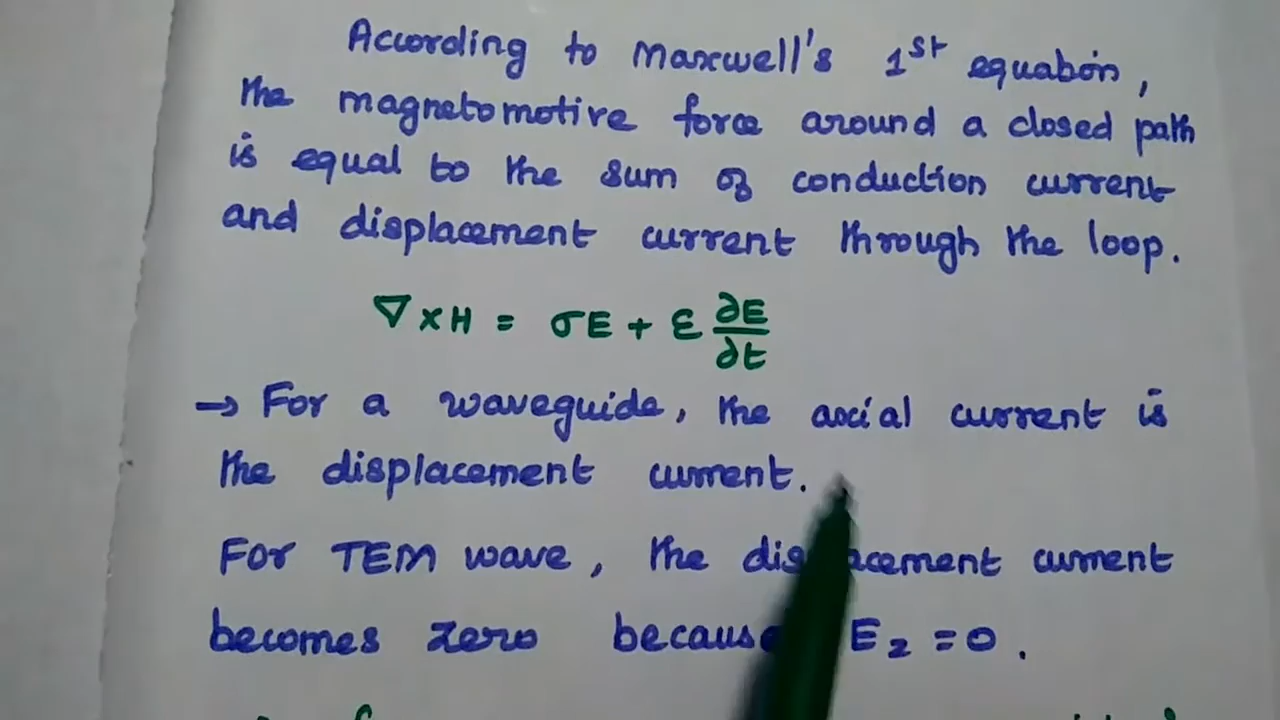 According to Maxwell's 1st equation,
the magnetomotive force around a closed path
is equal to the sum of conduction current
and displacement current through the loop.
∇ × H = σE + ε ∂E/∂t
→ For a waveguide, the axial current is
the displacement current.
For TEM wave, the displacement current
becomes zero because Ez = 0.